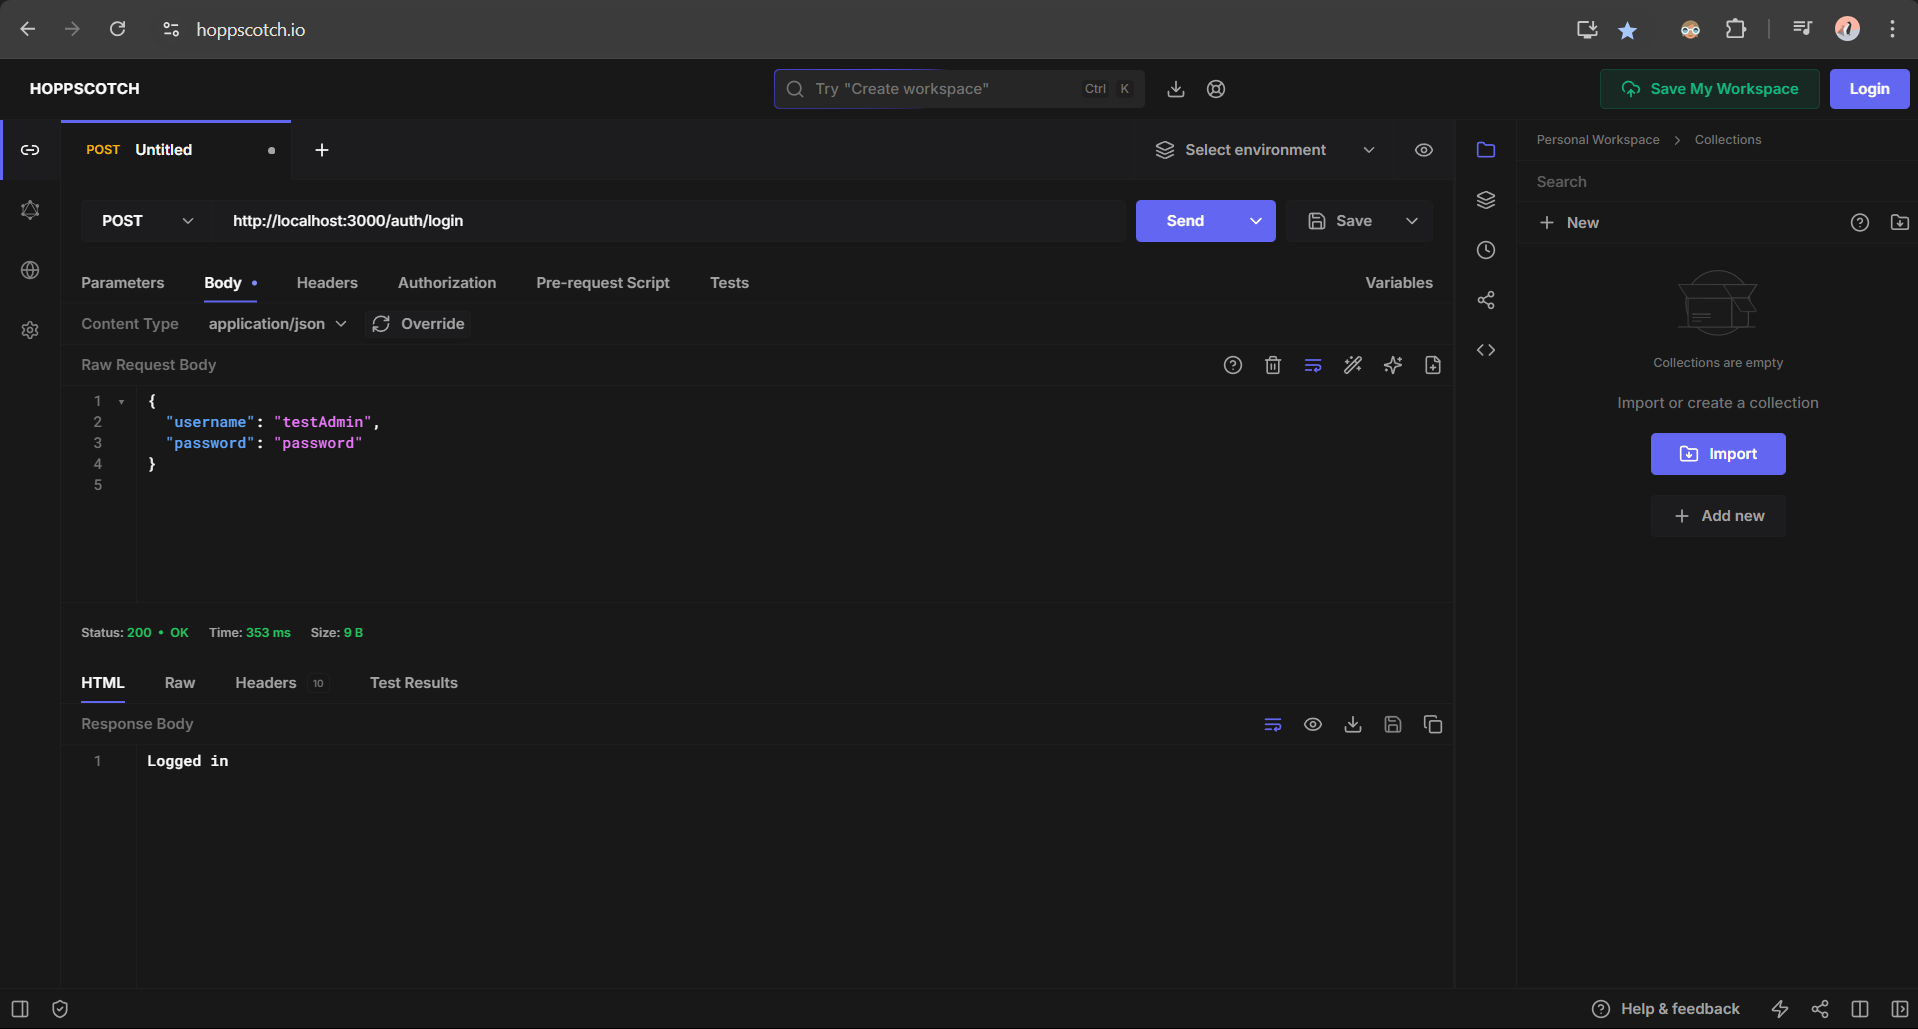 hoppscotch.io
HOPPSCOTCH
Try "Create workspace"
Ctrl K
Save My Workspace
Login
POST Untitled
Select environment
Personal Workspace > Collections
Search
POST
http://localhost:3000/auth/login
Send
Save
New
Parameters
Body
Headers
Authorization
Pre-request Script
Tests
Variables
Content Type
application/json
Override
Raw Request Body
1 {
2 "username": "testAdmin",
3 "password": "password"
4 }
5
Collections are empty
Import or create a collection
Import
Add new
Status: 200 • OK Time: 353 ms Size: 9 B
HTML
Raw
Headers 10
Test Results
Response Body
1 Logged in
Help & feedback